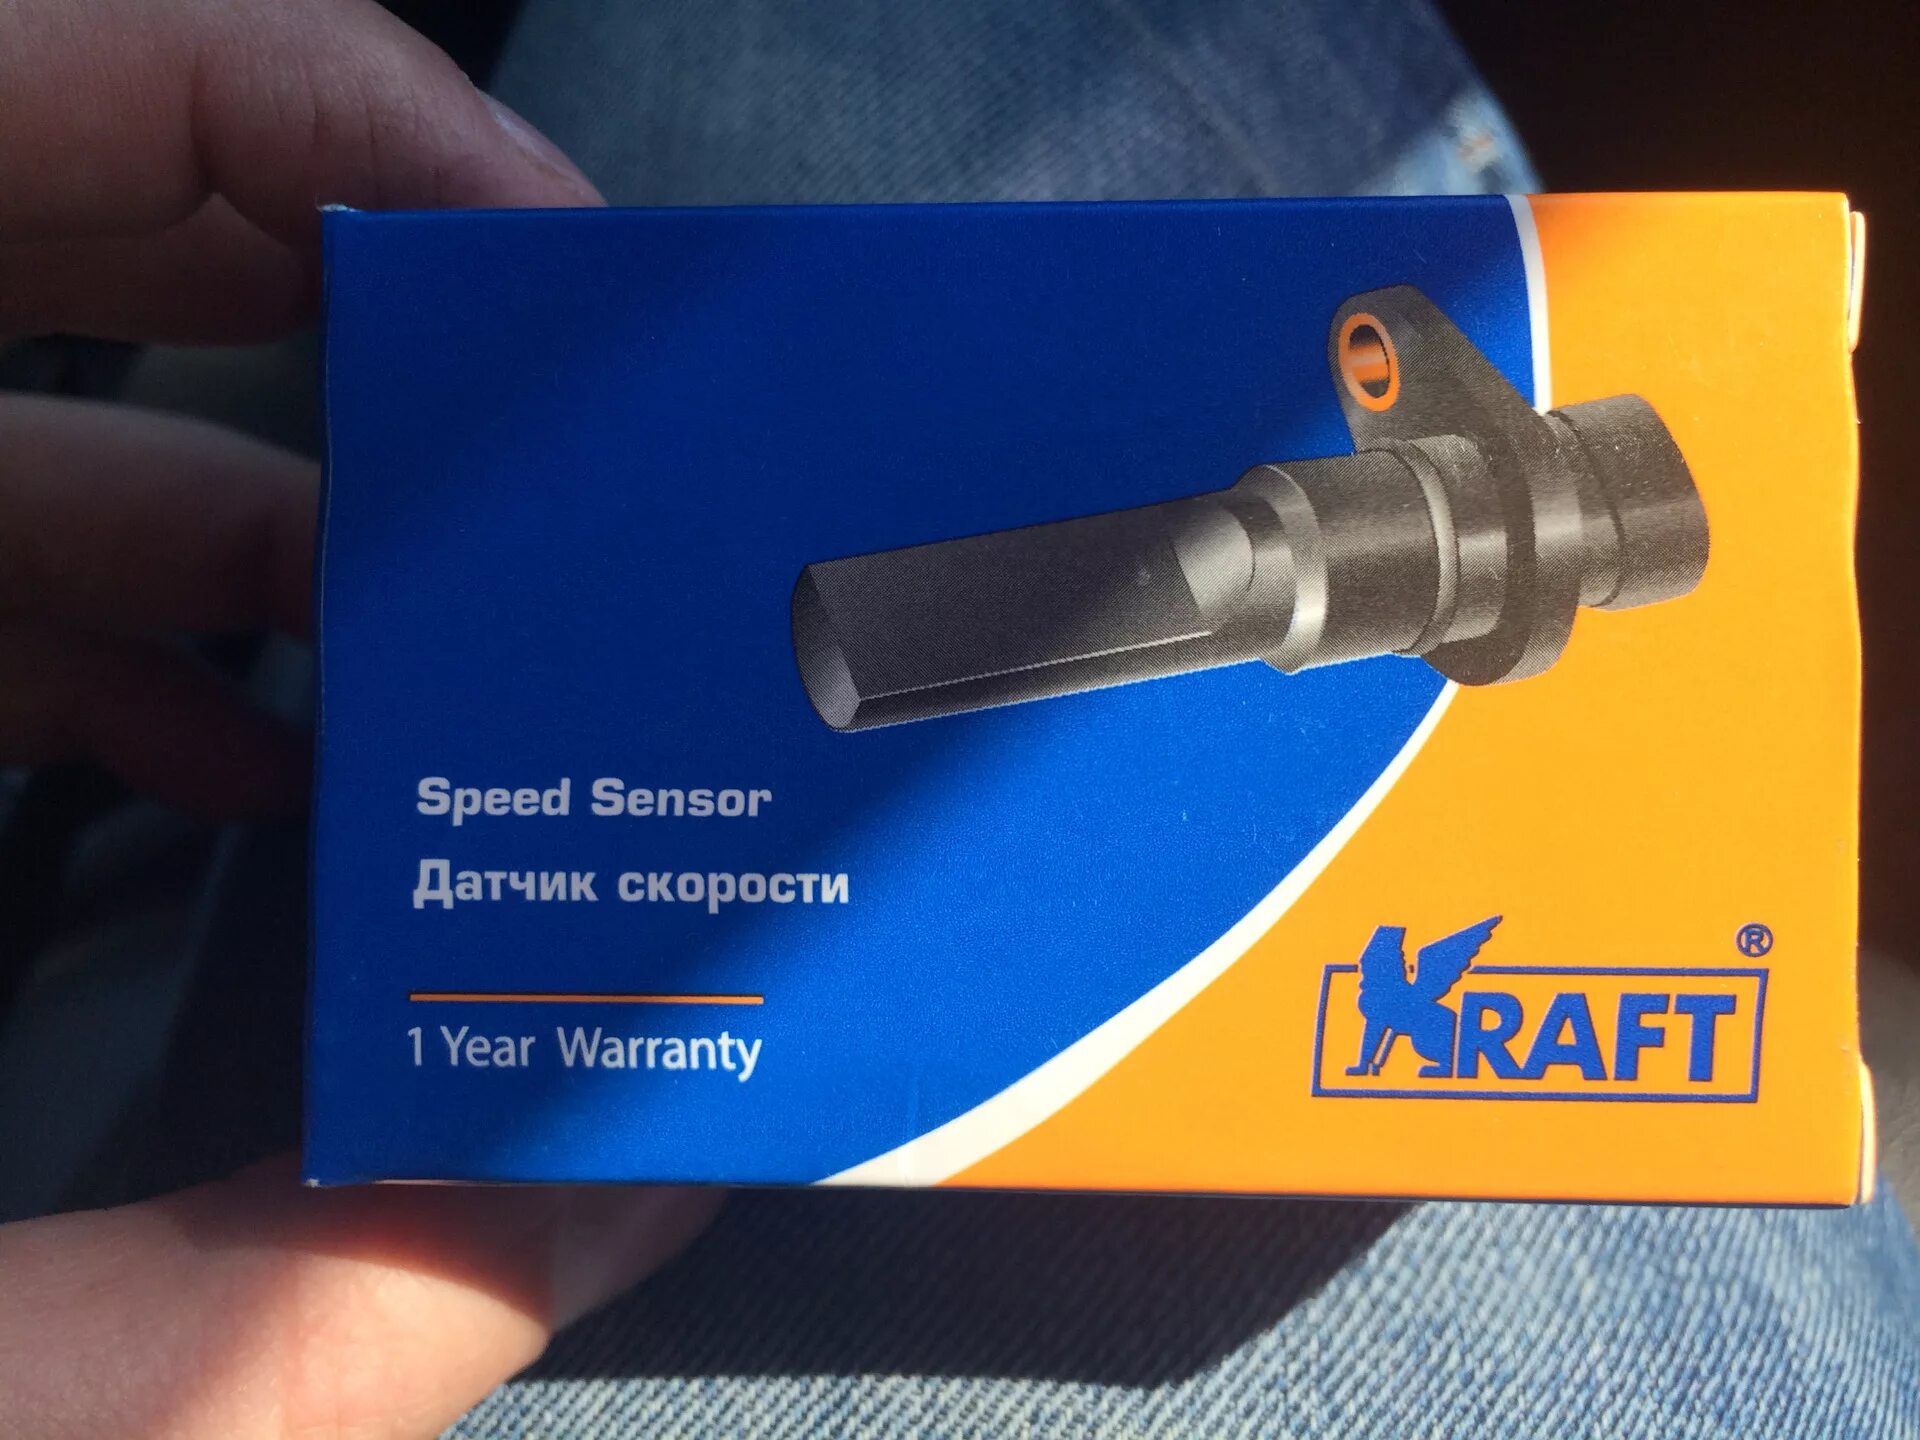 Speed Sensor
Датчик скорости
1 Year Warranty
KRAFT®